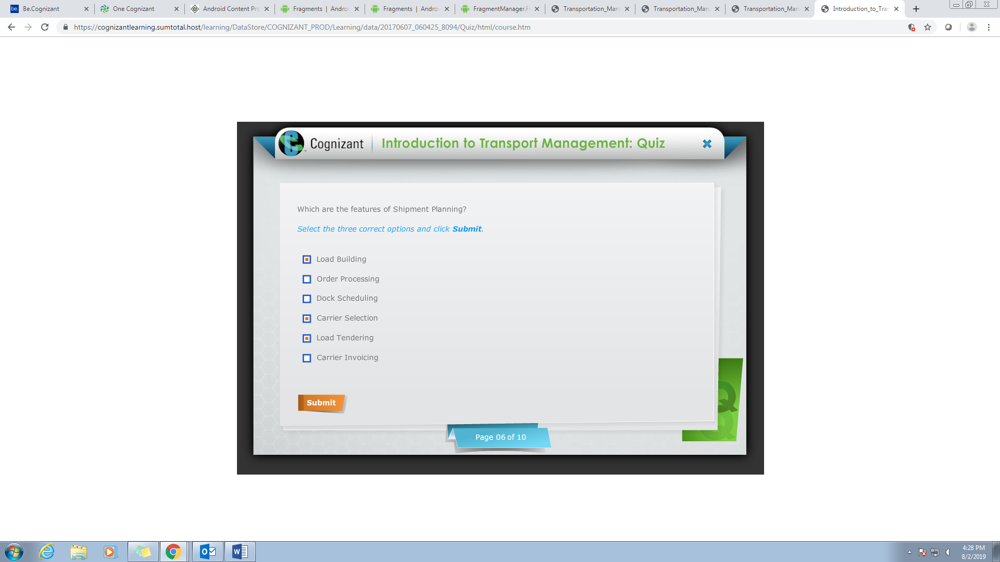 Be.Cognizant
One Cognizant
Android Content Pro
Fragments | Androi
Fragments | Androi
FragmentManager.F
Transportation_Man
Transportation_Man
Transportation_Man
Introduction_to_Tra
https://cognizantlearning.sumtotal.host/learning/DataStore/COGNIZANT_PROD/Learning/data/20170607_060425_8094/Quiz/html/course.htm
Cognizant
Introduction to Transport Management: Quiz
Which are the features of Shipment Planning?
Select the three correct options and click Submit.
Load Building
Order Processing
Dock Scheduling
Carrier Selection
Load Tendering
Carrier Invoicing
Submit
Page 06 of 10
4:28 PM
8/2/2019